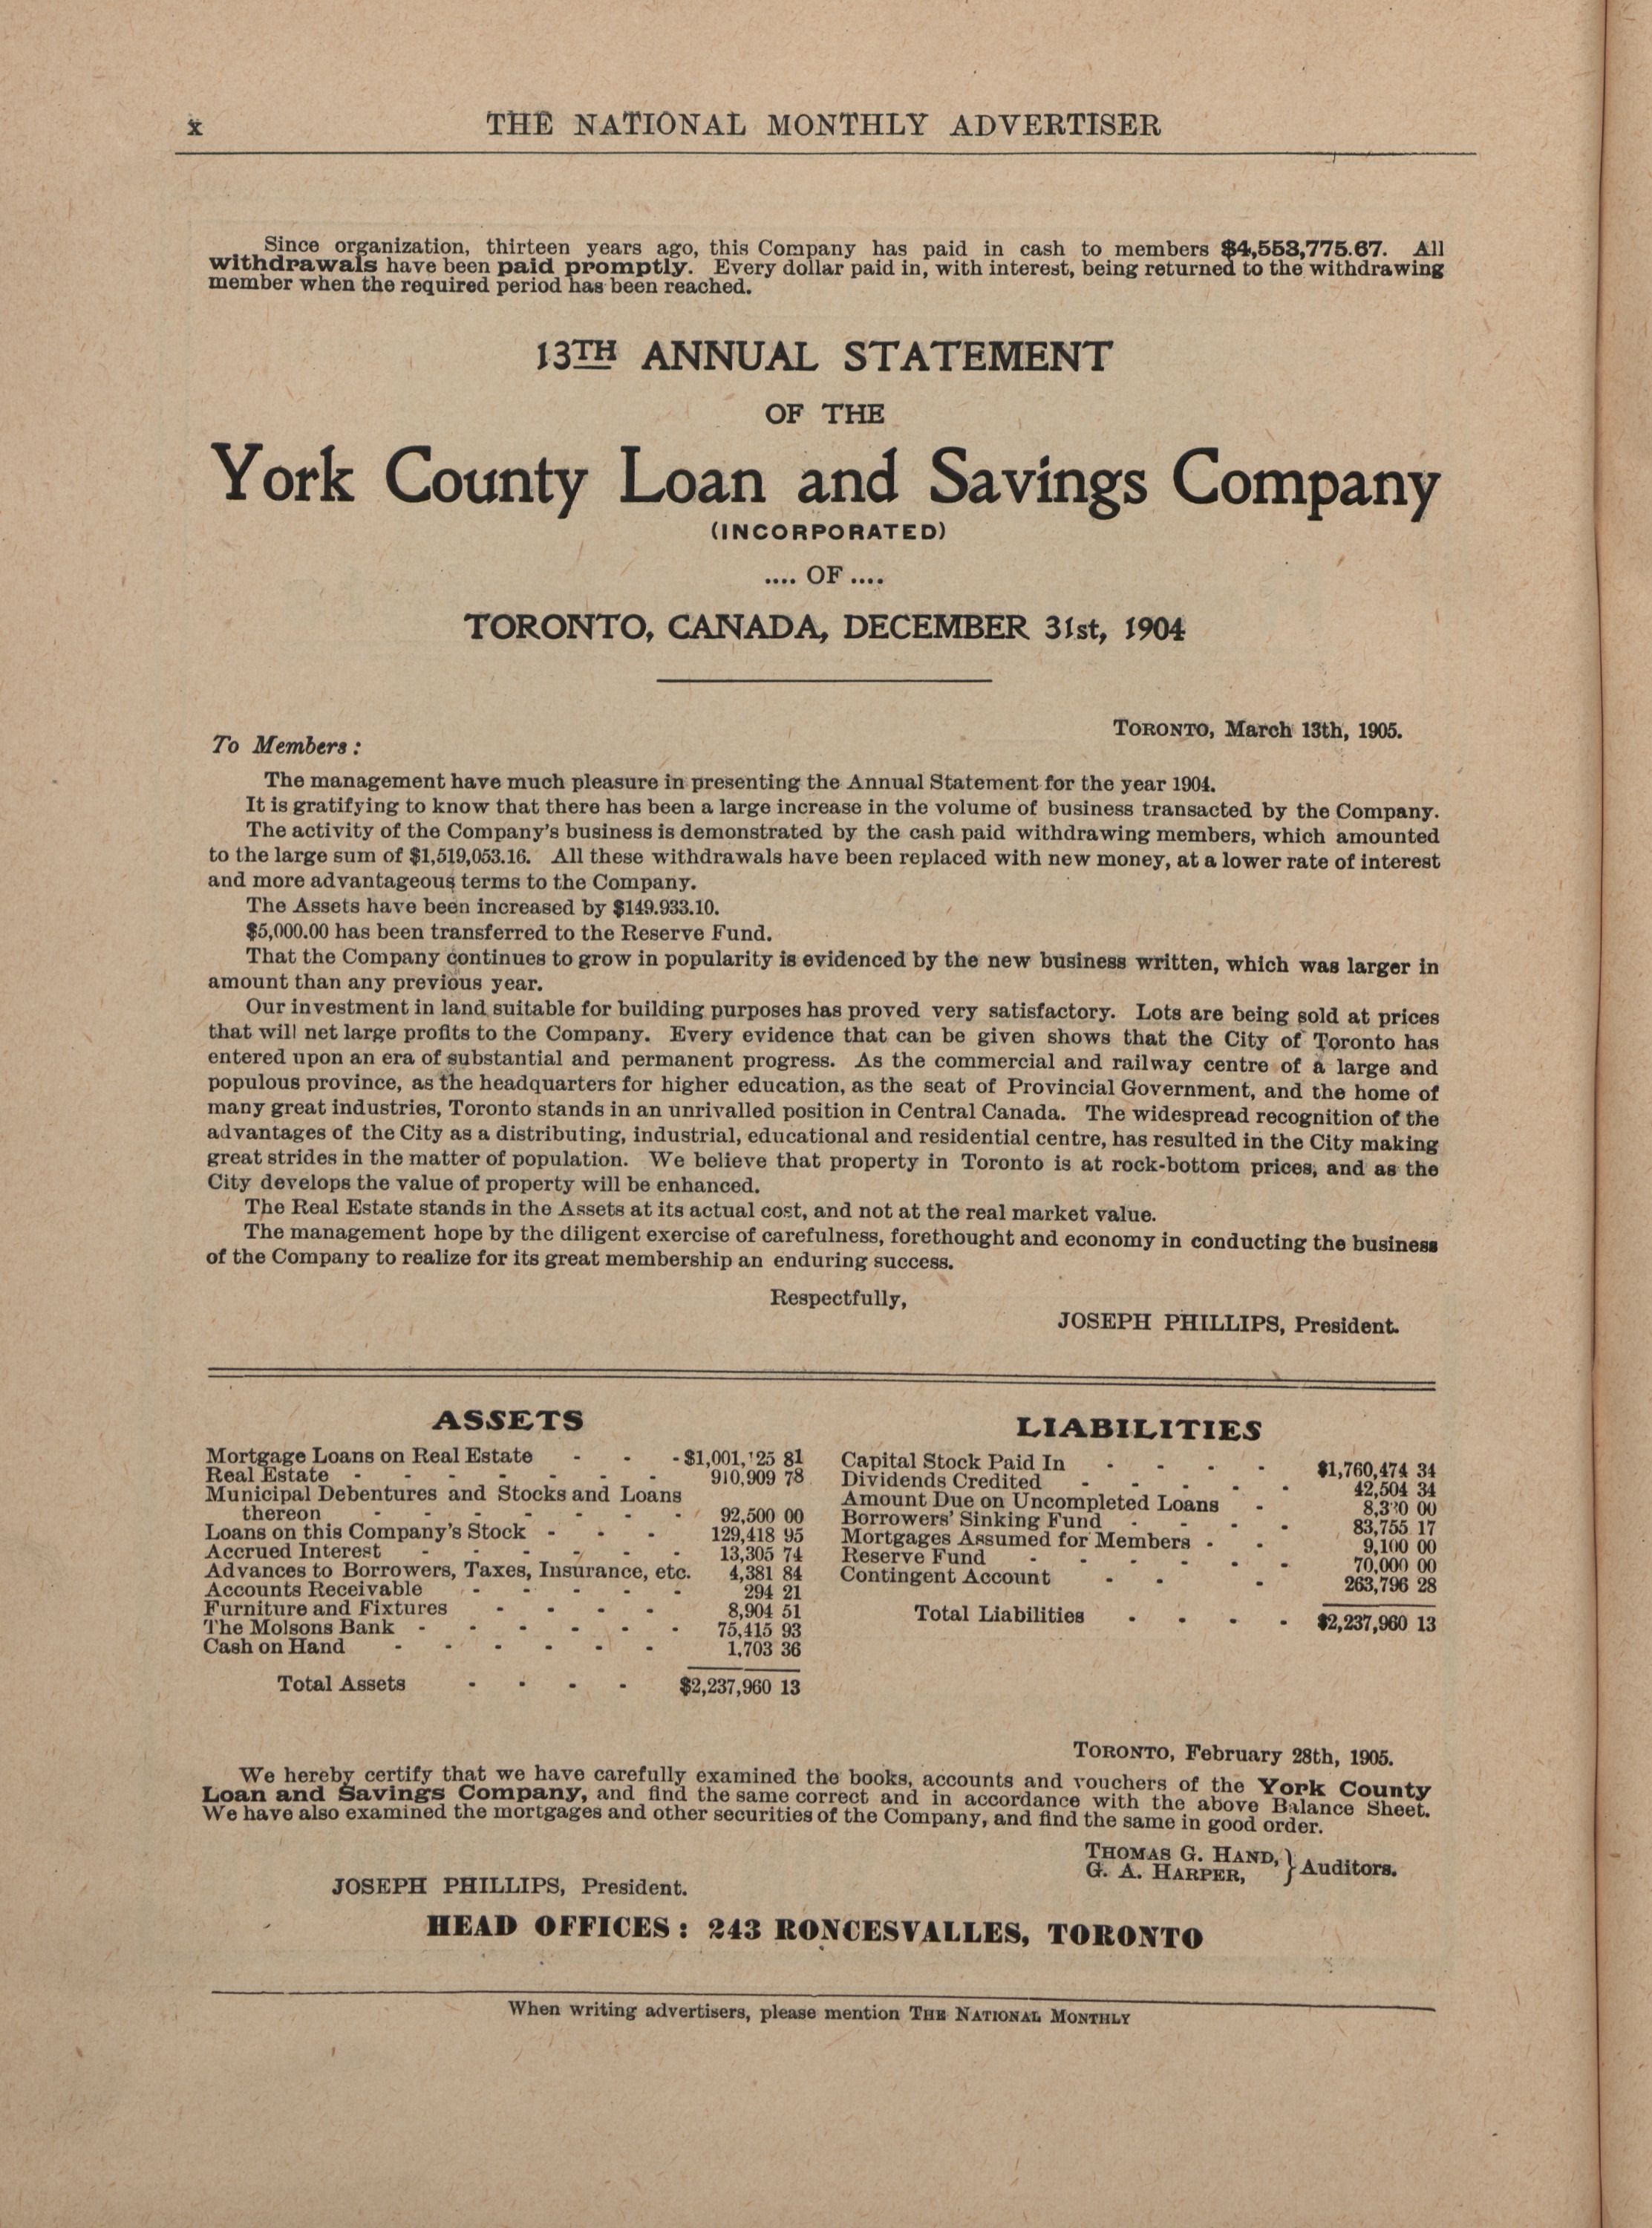 x
THE NATIONAL MONTHLY ADVERTISER
Since organization, thirteen years ago, this Company has paid in cash to members $4,553,775.67. All
withdrawals have been paid promptly. Every dollar paid in, with interest, being returned to the withdrawing
member when the required period has been reached.
13TH ANNUAL STATEMENT
OF THE
York County Loan and Savings Company
(INCORPORATED)
.... OF ....
TORONTO, CANADA, DECEMBER 31st, 1904
TORONTO, March 13th, 1905.
To Members:
The management have much pleasure in presenting the Annual Statement for the year 1904.
It is gratifying to know that there has been a large increase in the volume of business transacted by the Company.
The activity of the Company's business is demonstrated by the cash paid withdrawing members, which amounted
to the large sum of $1,519,053.16. All these withdrawals have been replaced with new money, at a lower rate of interest
and more advantageous terms to the Company.
The Assets have been increased by $149.933.10.
$5,000.00 has been transferred to the Reserve Fund.
That the Company continues to grow in popularity is evidenced by the new business written, which was larger in
amount than any previous year.
Our investment in land suitable for building purposes has proved very satisfactory. Lots are being sold at prices
that will net large profits to the Company. Every evidence that can be given shows that the City of Toronto has
entered upon an era of substantial and permanent progress. As the commercial and railway centre of a large and
populous province, as the headquarters for higher education, as the seat of Provincial Government, and the home of
many great industries, Toronto stands in an unrivalled position in Central Canada. The widespread recognition of the
advantages of the City as a distributing, industrial, educational and residential centre, has resulted in the City making
great strides in the matter of population. We believe that property in Toronto is at rock-bottom prices, and as the
City develops the value of property will be enhanced.
The Real Estate stands in the Assets at its actual cost, and not at the real market value.
The management hope by the diligent exercise of carefulness, forethought and economy in conducting the business
of the Company to realize for its great membership an enduring success.
Respectfully,
JOSEPH PHILLIPS, President.
ASSETS
Mortgage Loans on Real Estate - - - 81
Real Estate - - - - - - - 910,909 78
Municipal Debentures and Stocks and Loans
thereon - - - - - - - 92,500 00
Loans on this Company's Stock - - - 129,418 95
Accrued Interest - - - - - - 13,305 74
Advances to Borrowers, Taxes, Insurance, etc. 4,381 84
Accounts Receivable - - - - - 294 21
Furniture and Fixtures - - - - 8,904 51
The Molsons Bank - - - - - - 75,415 93
Cash on Hand - - - - - - 1,703 36
Total Assets - - - - $2,237,960 13
LIABILITIES
Capital Stock Paid In - - - - $1,760,474 34
Dividends Credited - - - - - 42,504 34
Amount Due on Uncompleted Loans - 00
Borrowers' Sinking Fund - - - - 83,755 17
Mortgages Assumed for Members - - 9,100 00
Reserve Fund - - - - - - 70,000 00
Contingent Account - - - 263,796 28
Total Liabilities - - - - $2,237,960 13
TORONTO, February 28th, 1905.
We hereby certify that we have carefully examined the books, accounts and vouchers of the York County
Loan and Savings Company, and find the same correct and in accordance with the above Balance Sheet.
We have also examined the mortgages and other securities of the Company, and find the same in good order.
THOMAS G. HAND, } Auditors.
G. A. HARPER,
JOSEPH PHILLIPS, President.
HEAD OFFICES: 243 RONCESVALLES, TORONTO
When writing advertisers, please mention THE NATIONAL MONTHLY